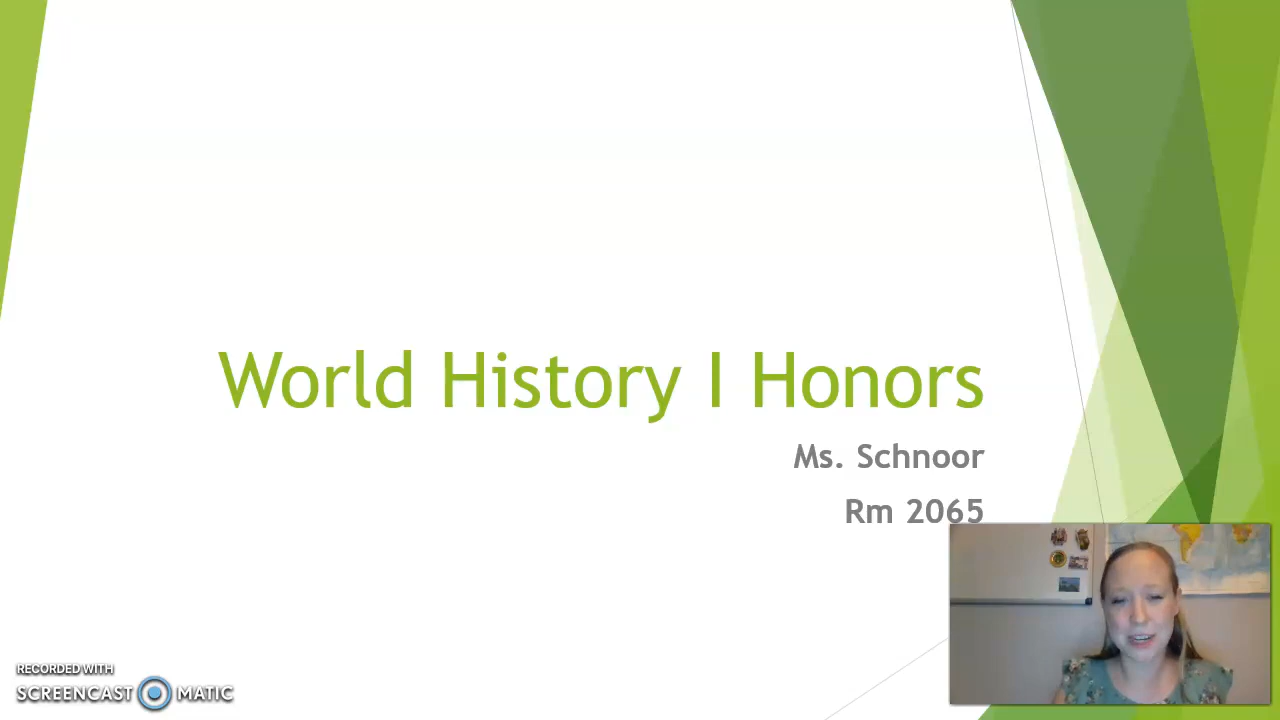 World History I Honors
Ms. Schnoor
Rm 2065
RECORDED WITH
SCREENCAST MATIC